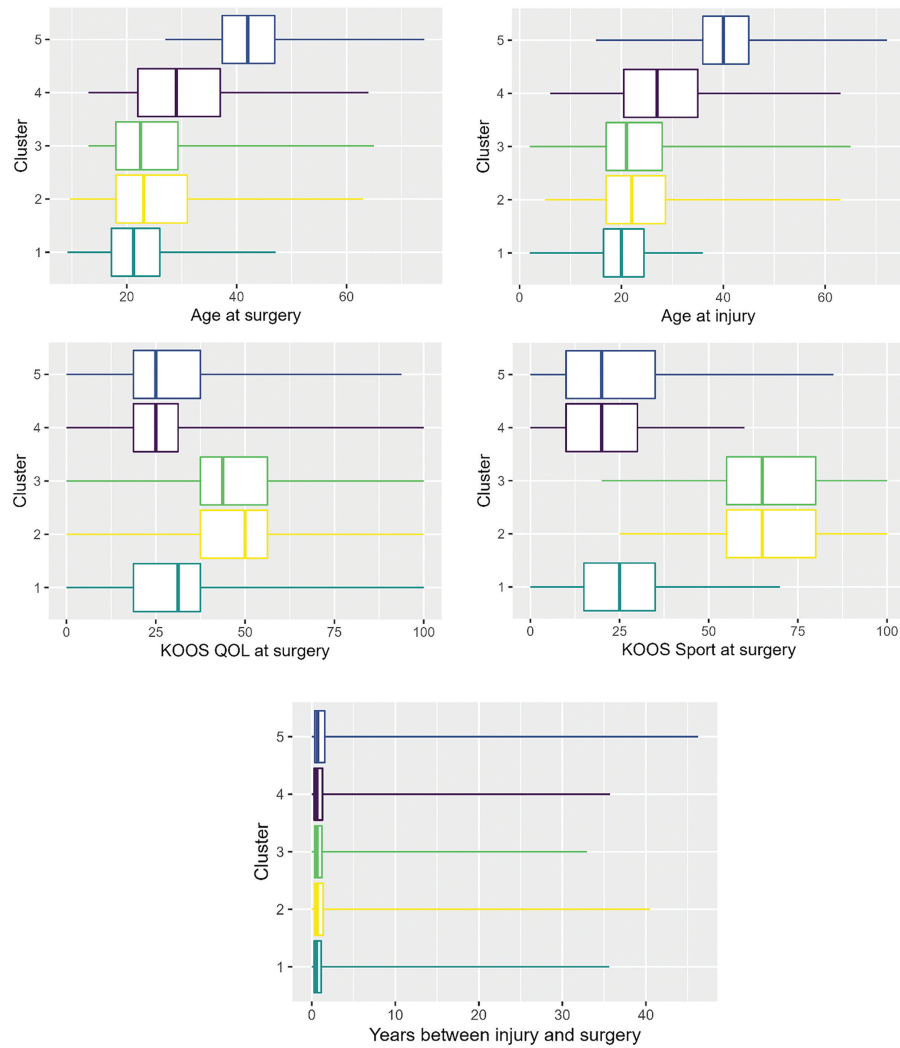 Cluster
5
4
3
2
1
20 40 60
Age at surgery
Cluster
5
4
3
2
1
0 20 40 60
Age at injury
Cluster
5
4
3
2
1
0 25 50 75 100
KOOS QOL at surgery
Cluster
5
4
3
2
1
0 25 50 75 100
KOOS Sport at surgery
Cluster
5
4
3
2
1
0 10 20 30 40
Years between injury and surgery